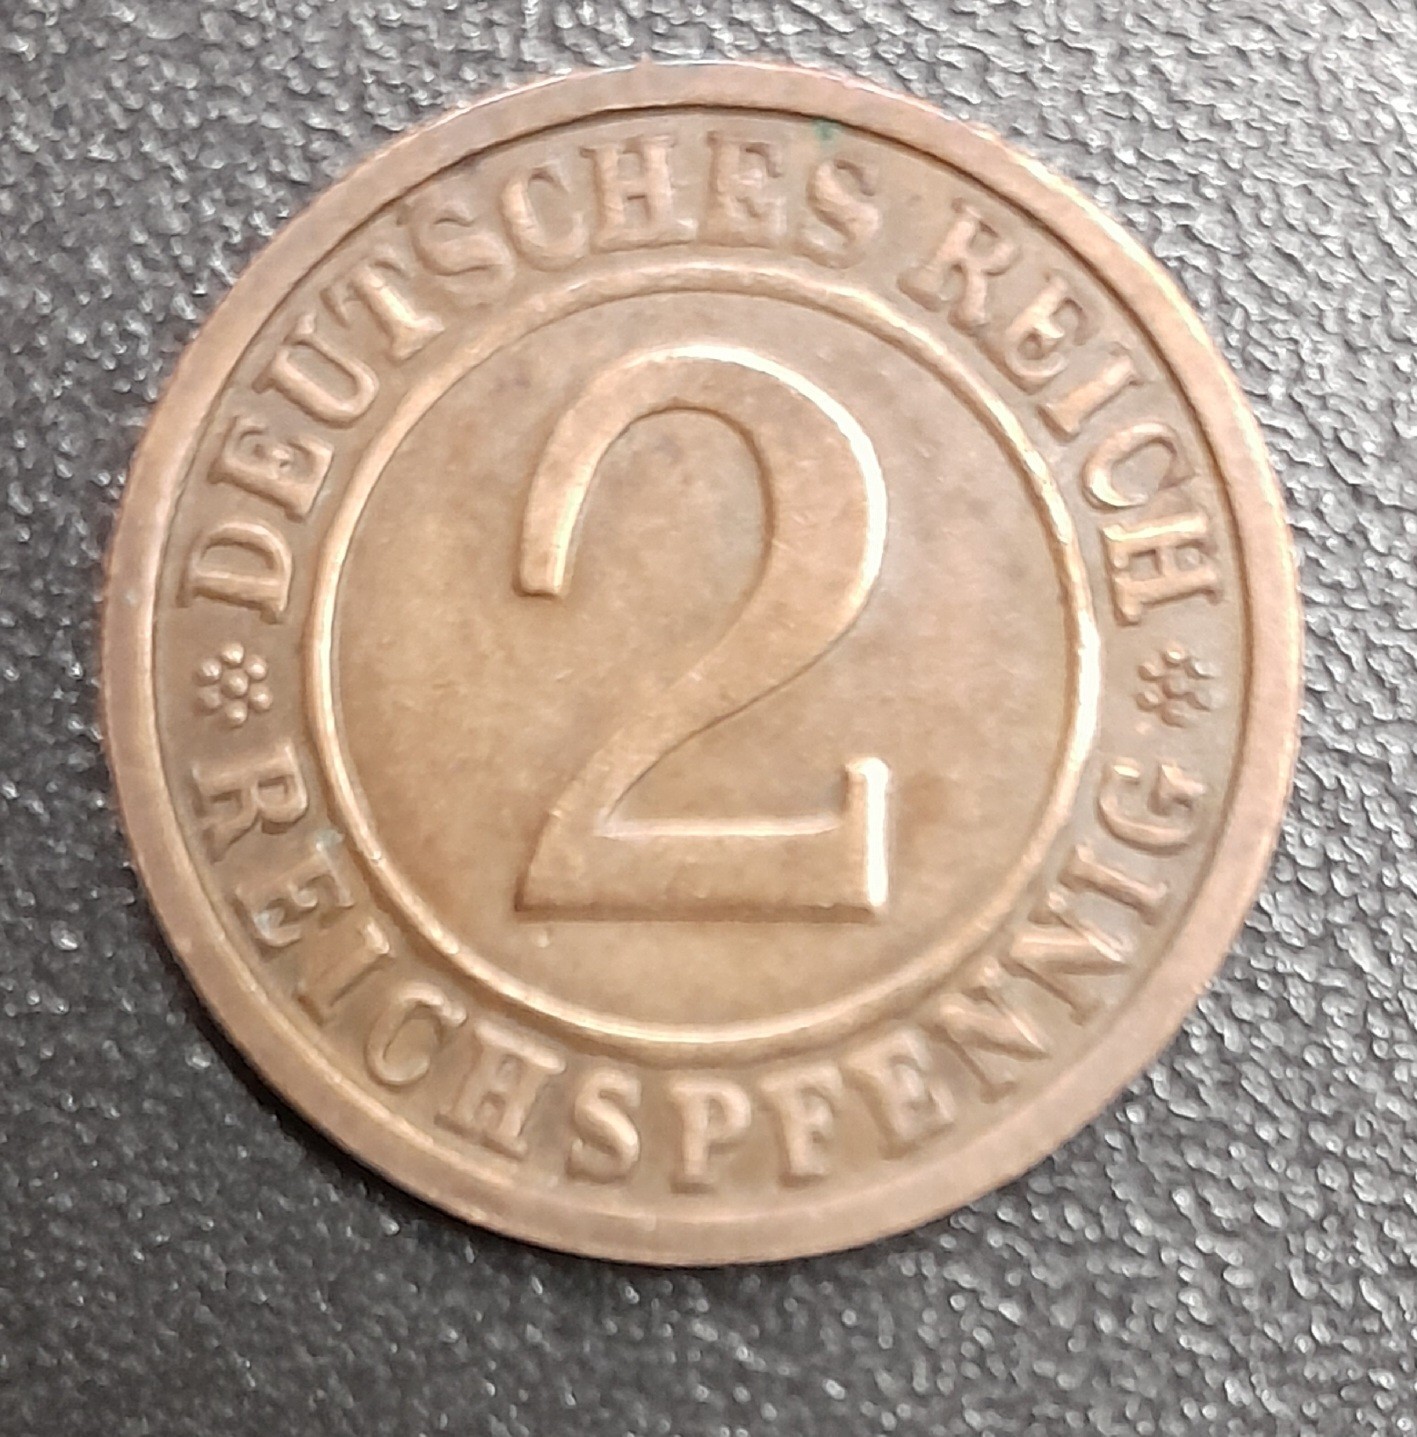 DEUTSCHES REICH
2
REICHSPFENNIG